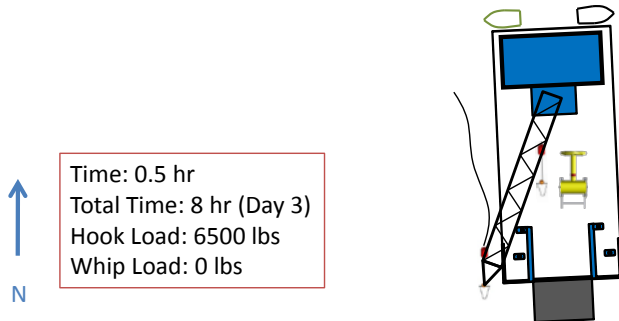 Time: 0.5 hr
Total Time: 8 hr (Day 3)
Hook Load: 6500 lbs
Whip Load: 0 lbs
N